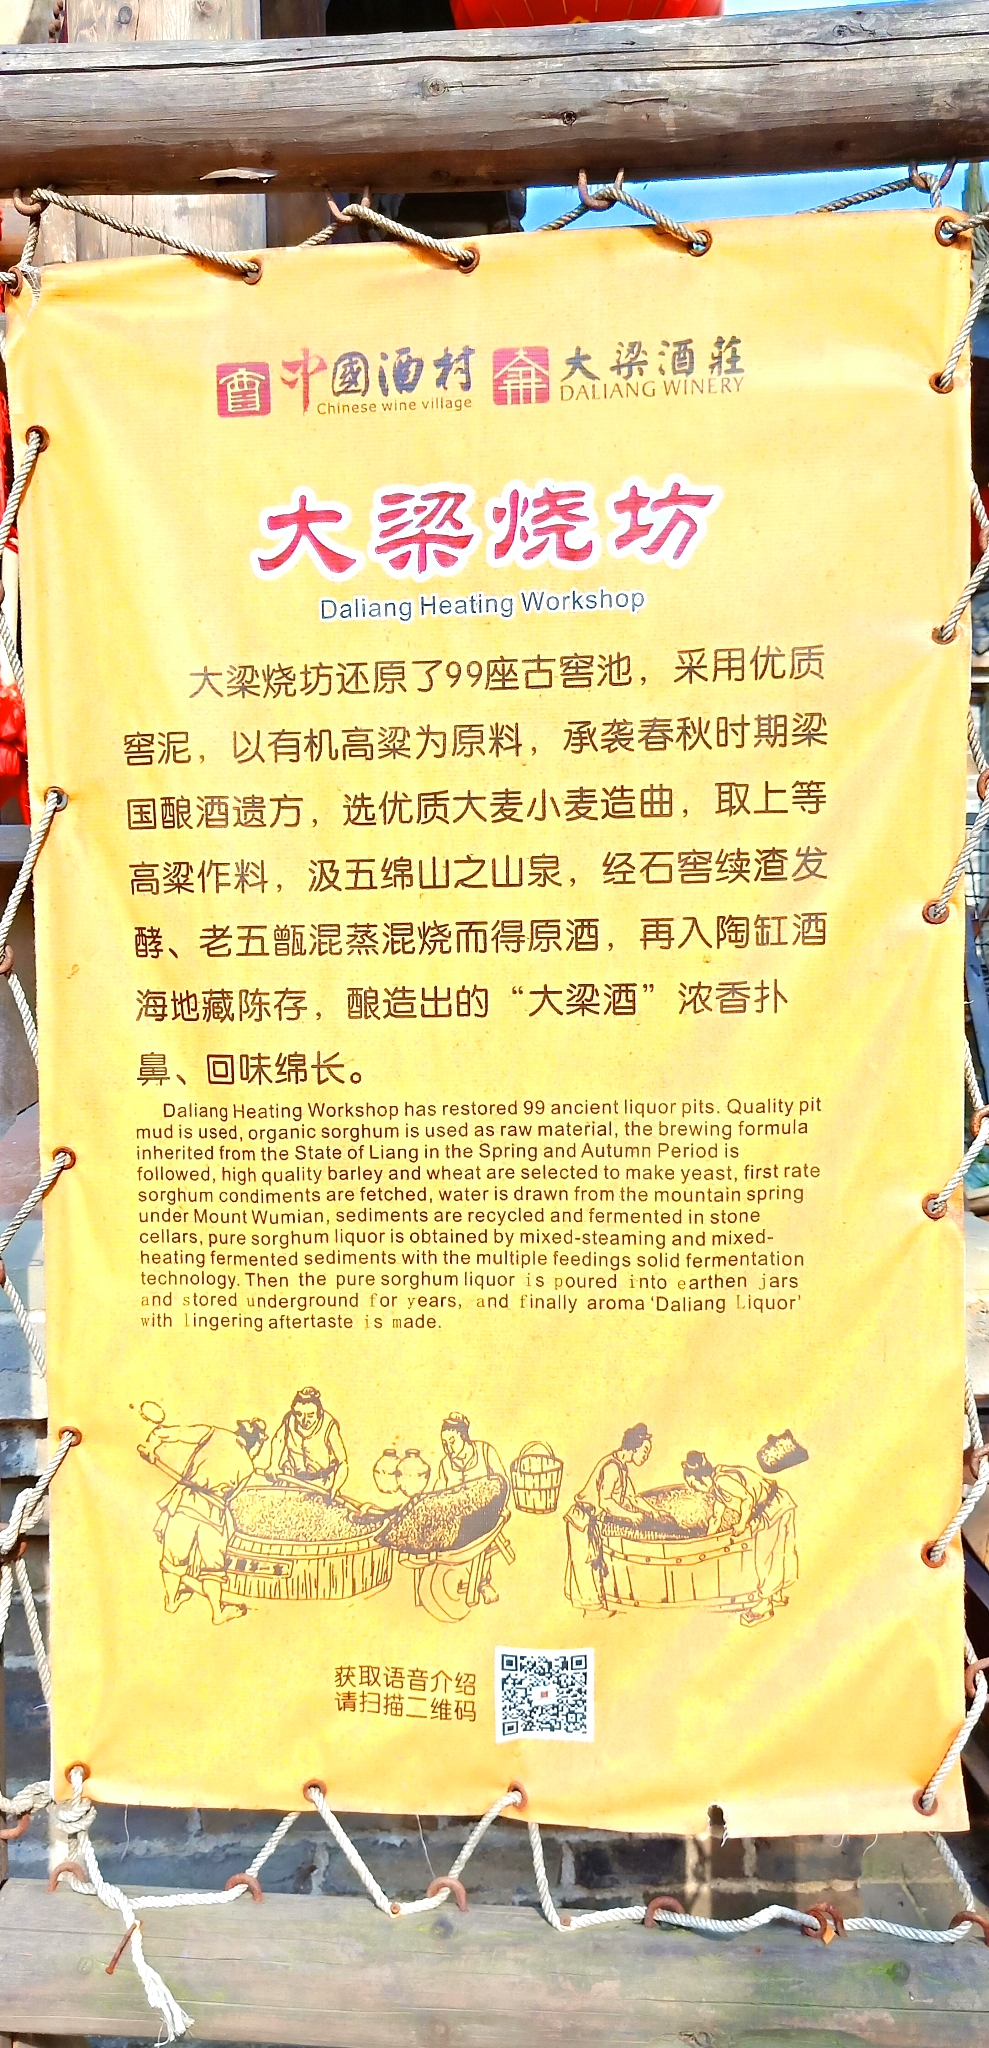 中國酒村
Chinese wine village
大梁酒莊
DALIANG WINERY
大梁烧坊
Daliang Heating Workshop
大梁烧坊还原了99座古窖池，采用优质
窖泥，以有机高粱为原料，承袭春秋时期梁
国酿酒遗方，选优质大麦小麦造曲，取上等
高粱作料，汲五绵山之山泉，经石窖续渣发
酵、老五甑混蒸混烧而得原酒，再入陶缸酒
海地藏陈存，酿造出的“大梁酒”浓香扑
鼻、回味绵长。
Daliang Heating Workshop has restored 99 ancient liquor pits. Quality pit
mud is used, organic sorghum is used as raw material, the brewing formula
inherited from the State of Liang in the Spring and Autumn Period is
followed, high quality barley and wheat are selected to make yeast, first rate
sorghum condiments are fetched, water is drawn from the mountain spring
under Mount Wumian, sediments are recycled and fermented in stone
cellars, pure sorghum liquor is obtained by mixed-steaming and mixed-
heating fermented sediments with the multiple feedings solid fermentation
technology. Then the pure sorghum liquor is poured into earthen jars
and stored underground for years, and finally aroma ‘Daliang Liquor’
with lingering aftertaste is made.
获取语音介绍
请扫描二维码